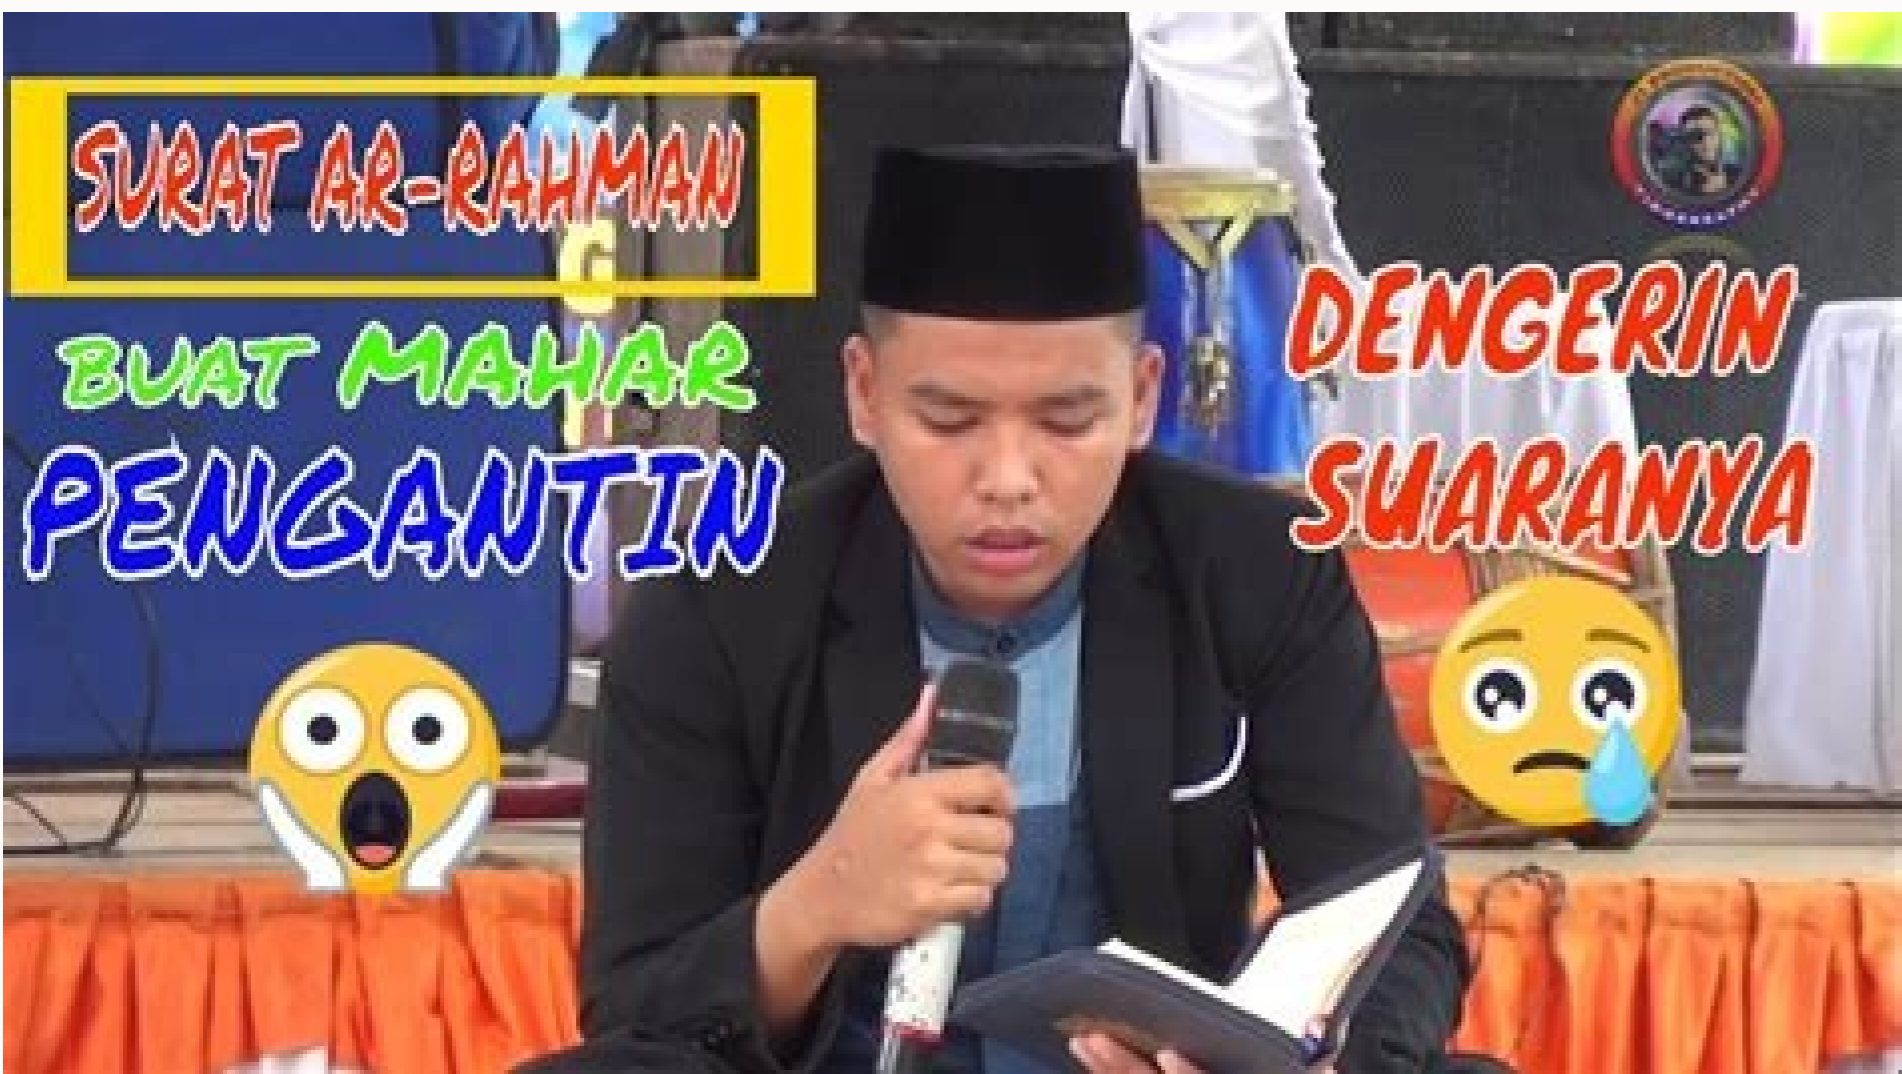 SURAT AR-RAHMAN
BUAT MAHAR
PENGANTIN
DENGERIN
SUARANYA
G